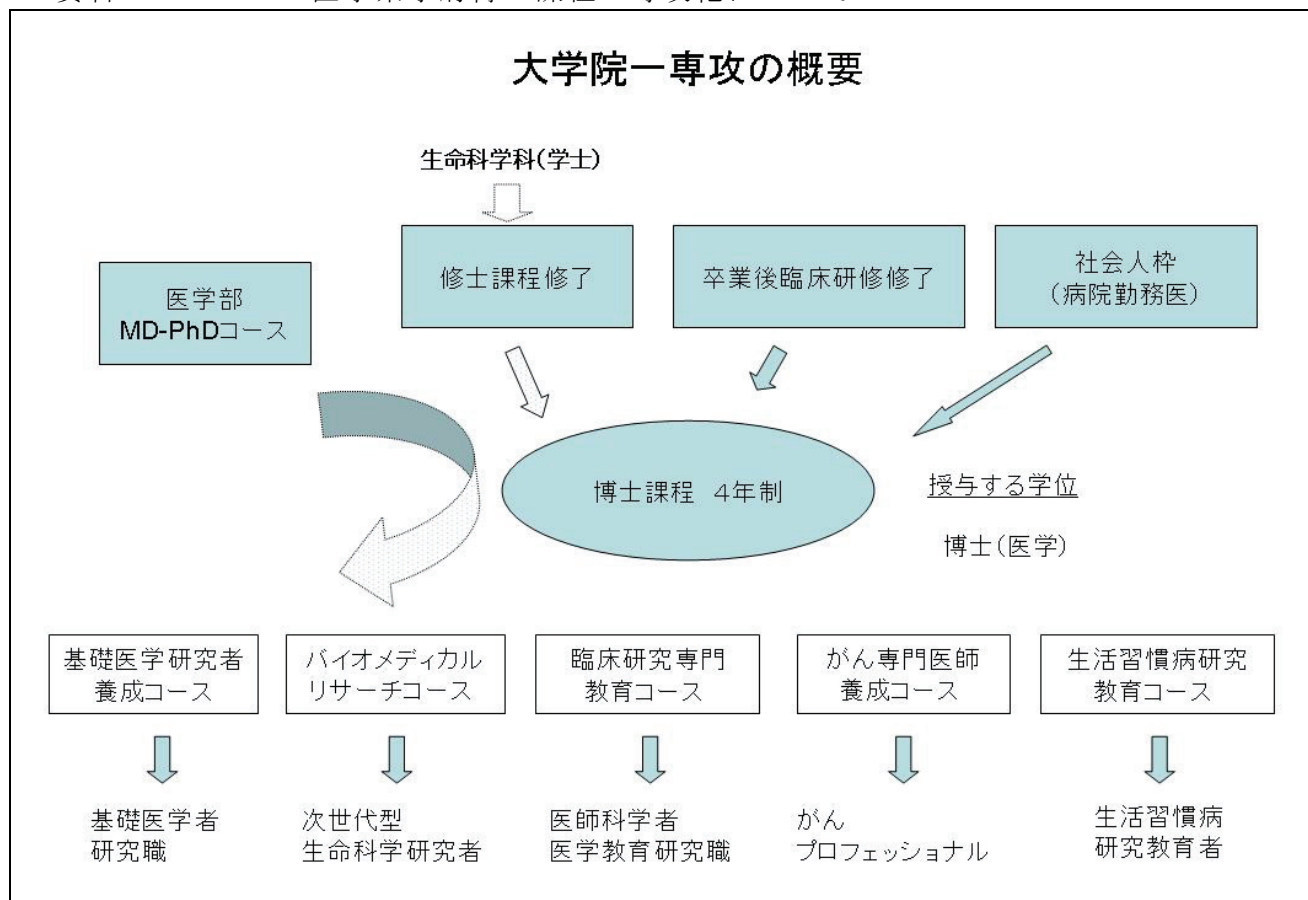 大学院一専攻の概要
生命科学科(学士)
医学部
MD-PhDコース
修士課程修了
卒業後臨床研修修了
社会人枠
(病院勤務医)
博士課程 4年制
授与する学位
博士(医学)
基礎医学研究者
養成コース
バイオメディカル
リサーチコース
臨床研究専門
教育コース
がん専門医師
養成コース
生活習慣病研究
教育コース
基礎医学者
研究職
次世代型
生命科学研究者
医師科学者
医学教育研究職
がん
プロフェッショナル
生活習慣病
研究教育者